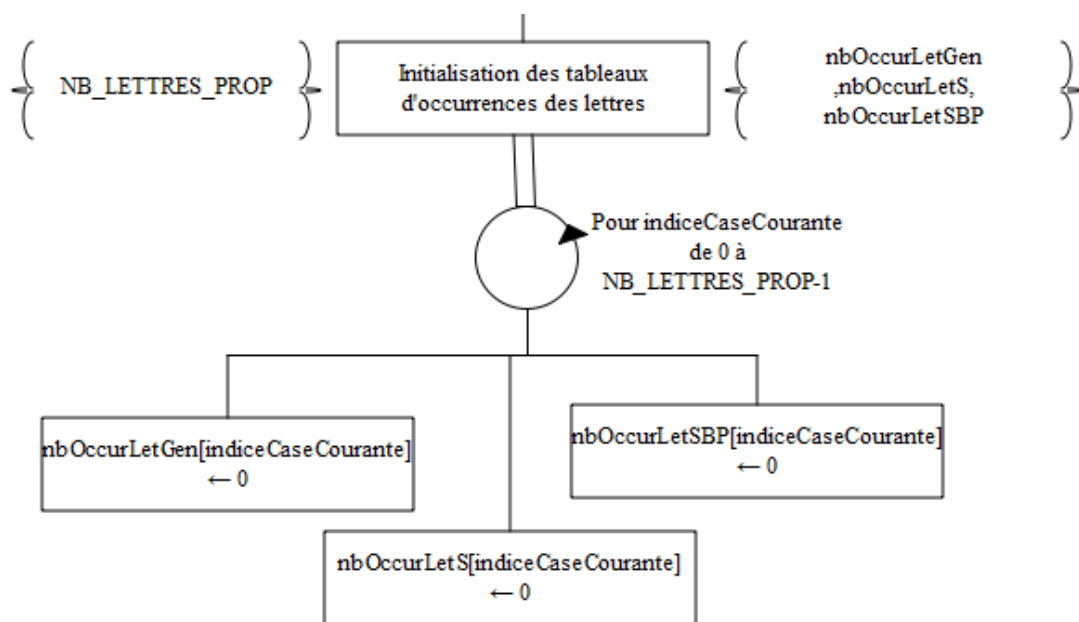 NB_LETTRES_PROP
Initialisation des tableaux
d'occurrences des lettres
nbOccurLetGen
,nbOccurLetS,
nbOccurLetSBP
Pour indiceCaseCourante
de 0 à
NB_LETTRES_PROP-1
nbOccurLetGen[indiceCaseCourante]
← 0
nbOccurLetSBP[indiceCaseCourante]
← 0
nbOccurLetS[indiceCaseCourante]
← 0